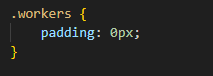 .workers {
    padding: 0px;
}